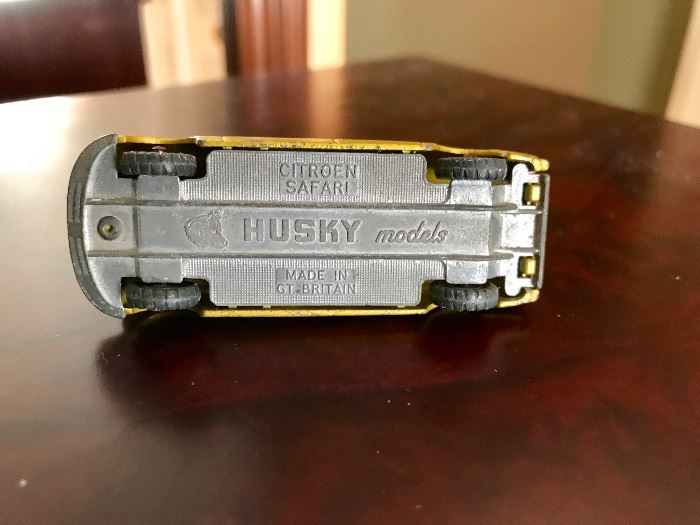 CITROEN
SAFARI
HUSKY models
MADE IN
GT. BRITAIN